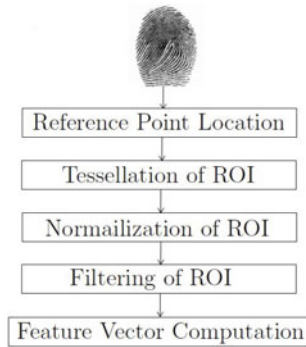 Reference Point Location
Tessellation of ROI
Normailization of ROI
Filtering of ROI
Feature Vector Computation